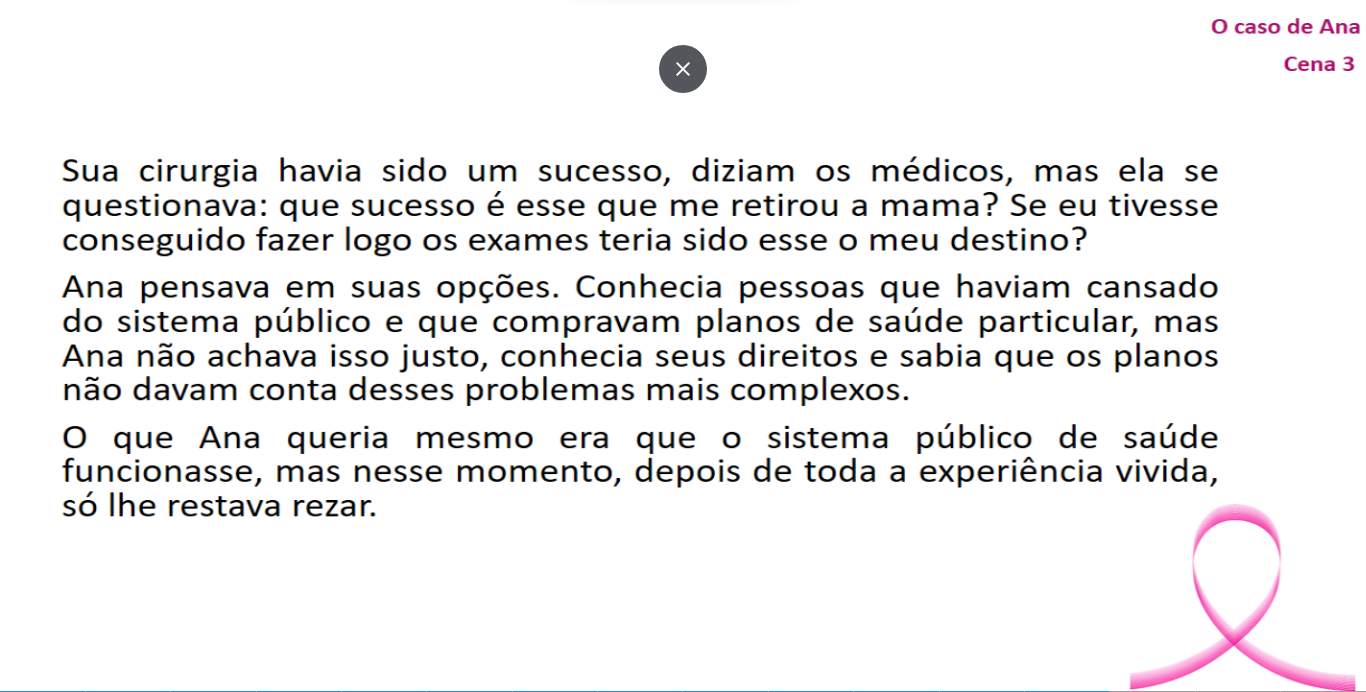 O caso de Ana
Cena 3
Sua cirurgia havia sido um sucesso, diziam os médicos, mas ela se
questionava: que sucesso é esse que me retirou a mama? Se eu tivesse
conseguido fazer logo os exames teria sido esse o meu destino?
Ana pensava em suas opções. Conhecia pessoas que haviam cansado
do sistema público e que compravam planos de saúde particular, mas
Ana não achava isso justo, conhecia seus direitos e sabia que os planos
não davam conta desses problemas mais complexos.
O que Ana queria mesmo era que o sistema público de saúde
funcionasse, mas nesse momento, depois de toda a experiência vivida,
só lhe restava rezar.